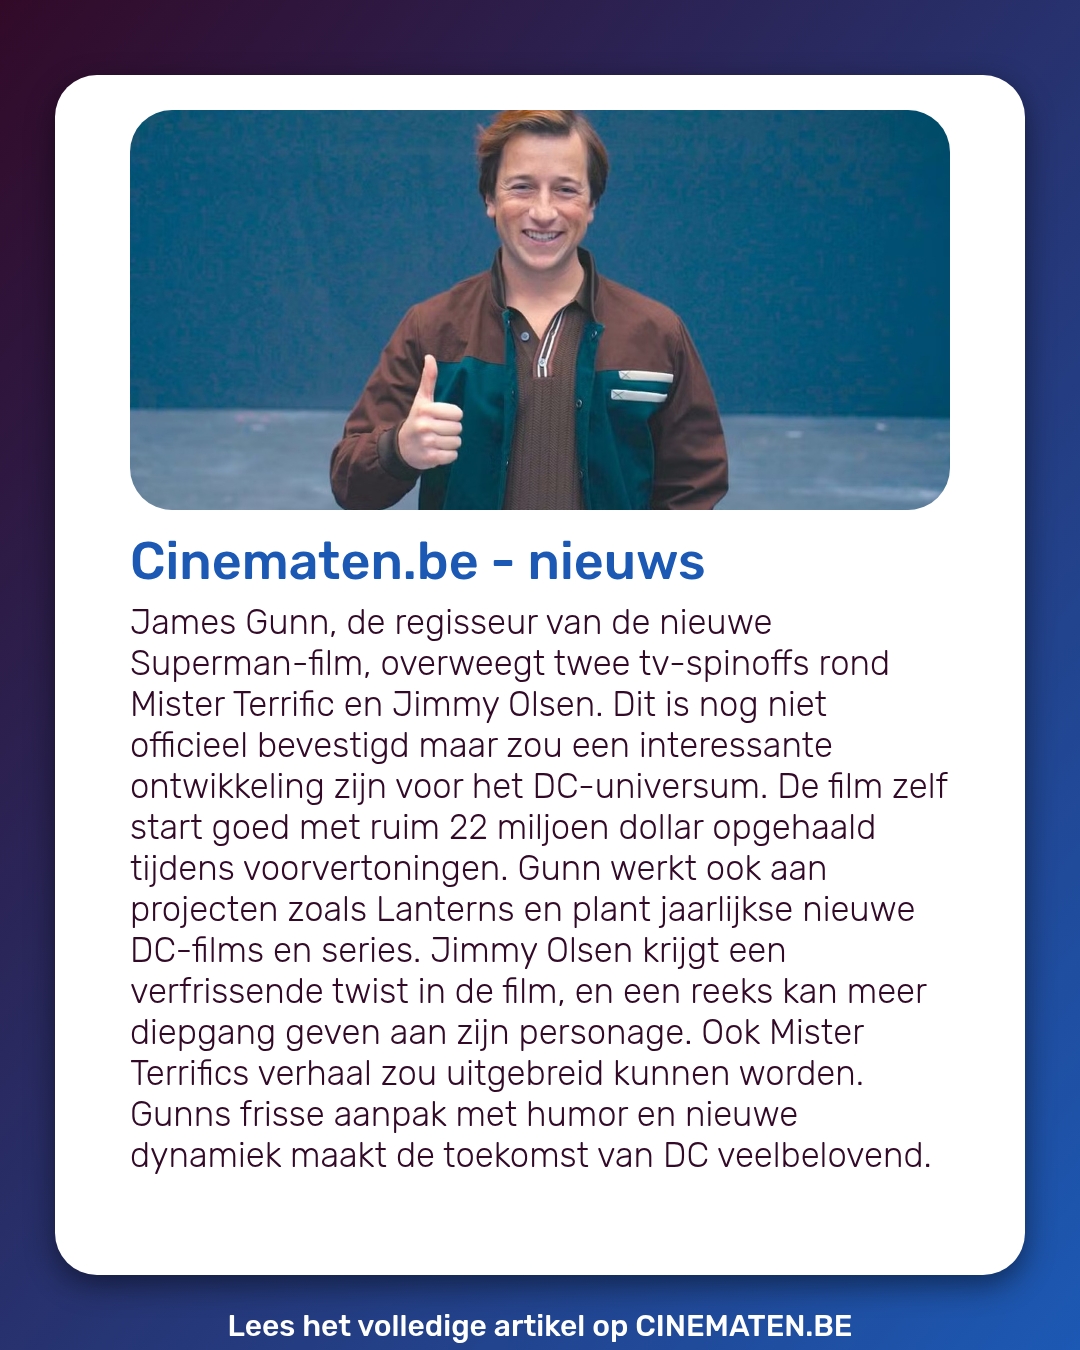 Cinematen.be - nieuws
James Gunn, de regisseur van de nieuwe
Superman-film, overweegt twee tv-spinoffs rond
Mister Terrific en Jimmy Olsen. Dit is nog niet
officieel bevestigd maar zou een interessante
ontwikkeling zijn voor het DC-universum. De film zelf
start goed met ruim 22 miljoen dollar opgehaald
tijdens voorvertoningen. Gunn werkt ook aan
projecten zoals Lanterns en plant jaarlijkse nieuwe
DC-films en series. Jimmy Olsen krijgt een
verfrissende twist in de film, en een reeks kan meer
diepgang geven aan zijn personage. Ook Mister
Terrifics verhaal zou uitgebreid kunnen worden.
Gunns frisse aanpak met humor en nieuwe
dynamiek maakt de toekomst van DC veelbelovend.
Lees het volledige artikel op CINEMATEN.BE